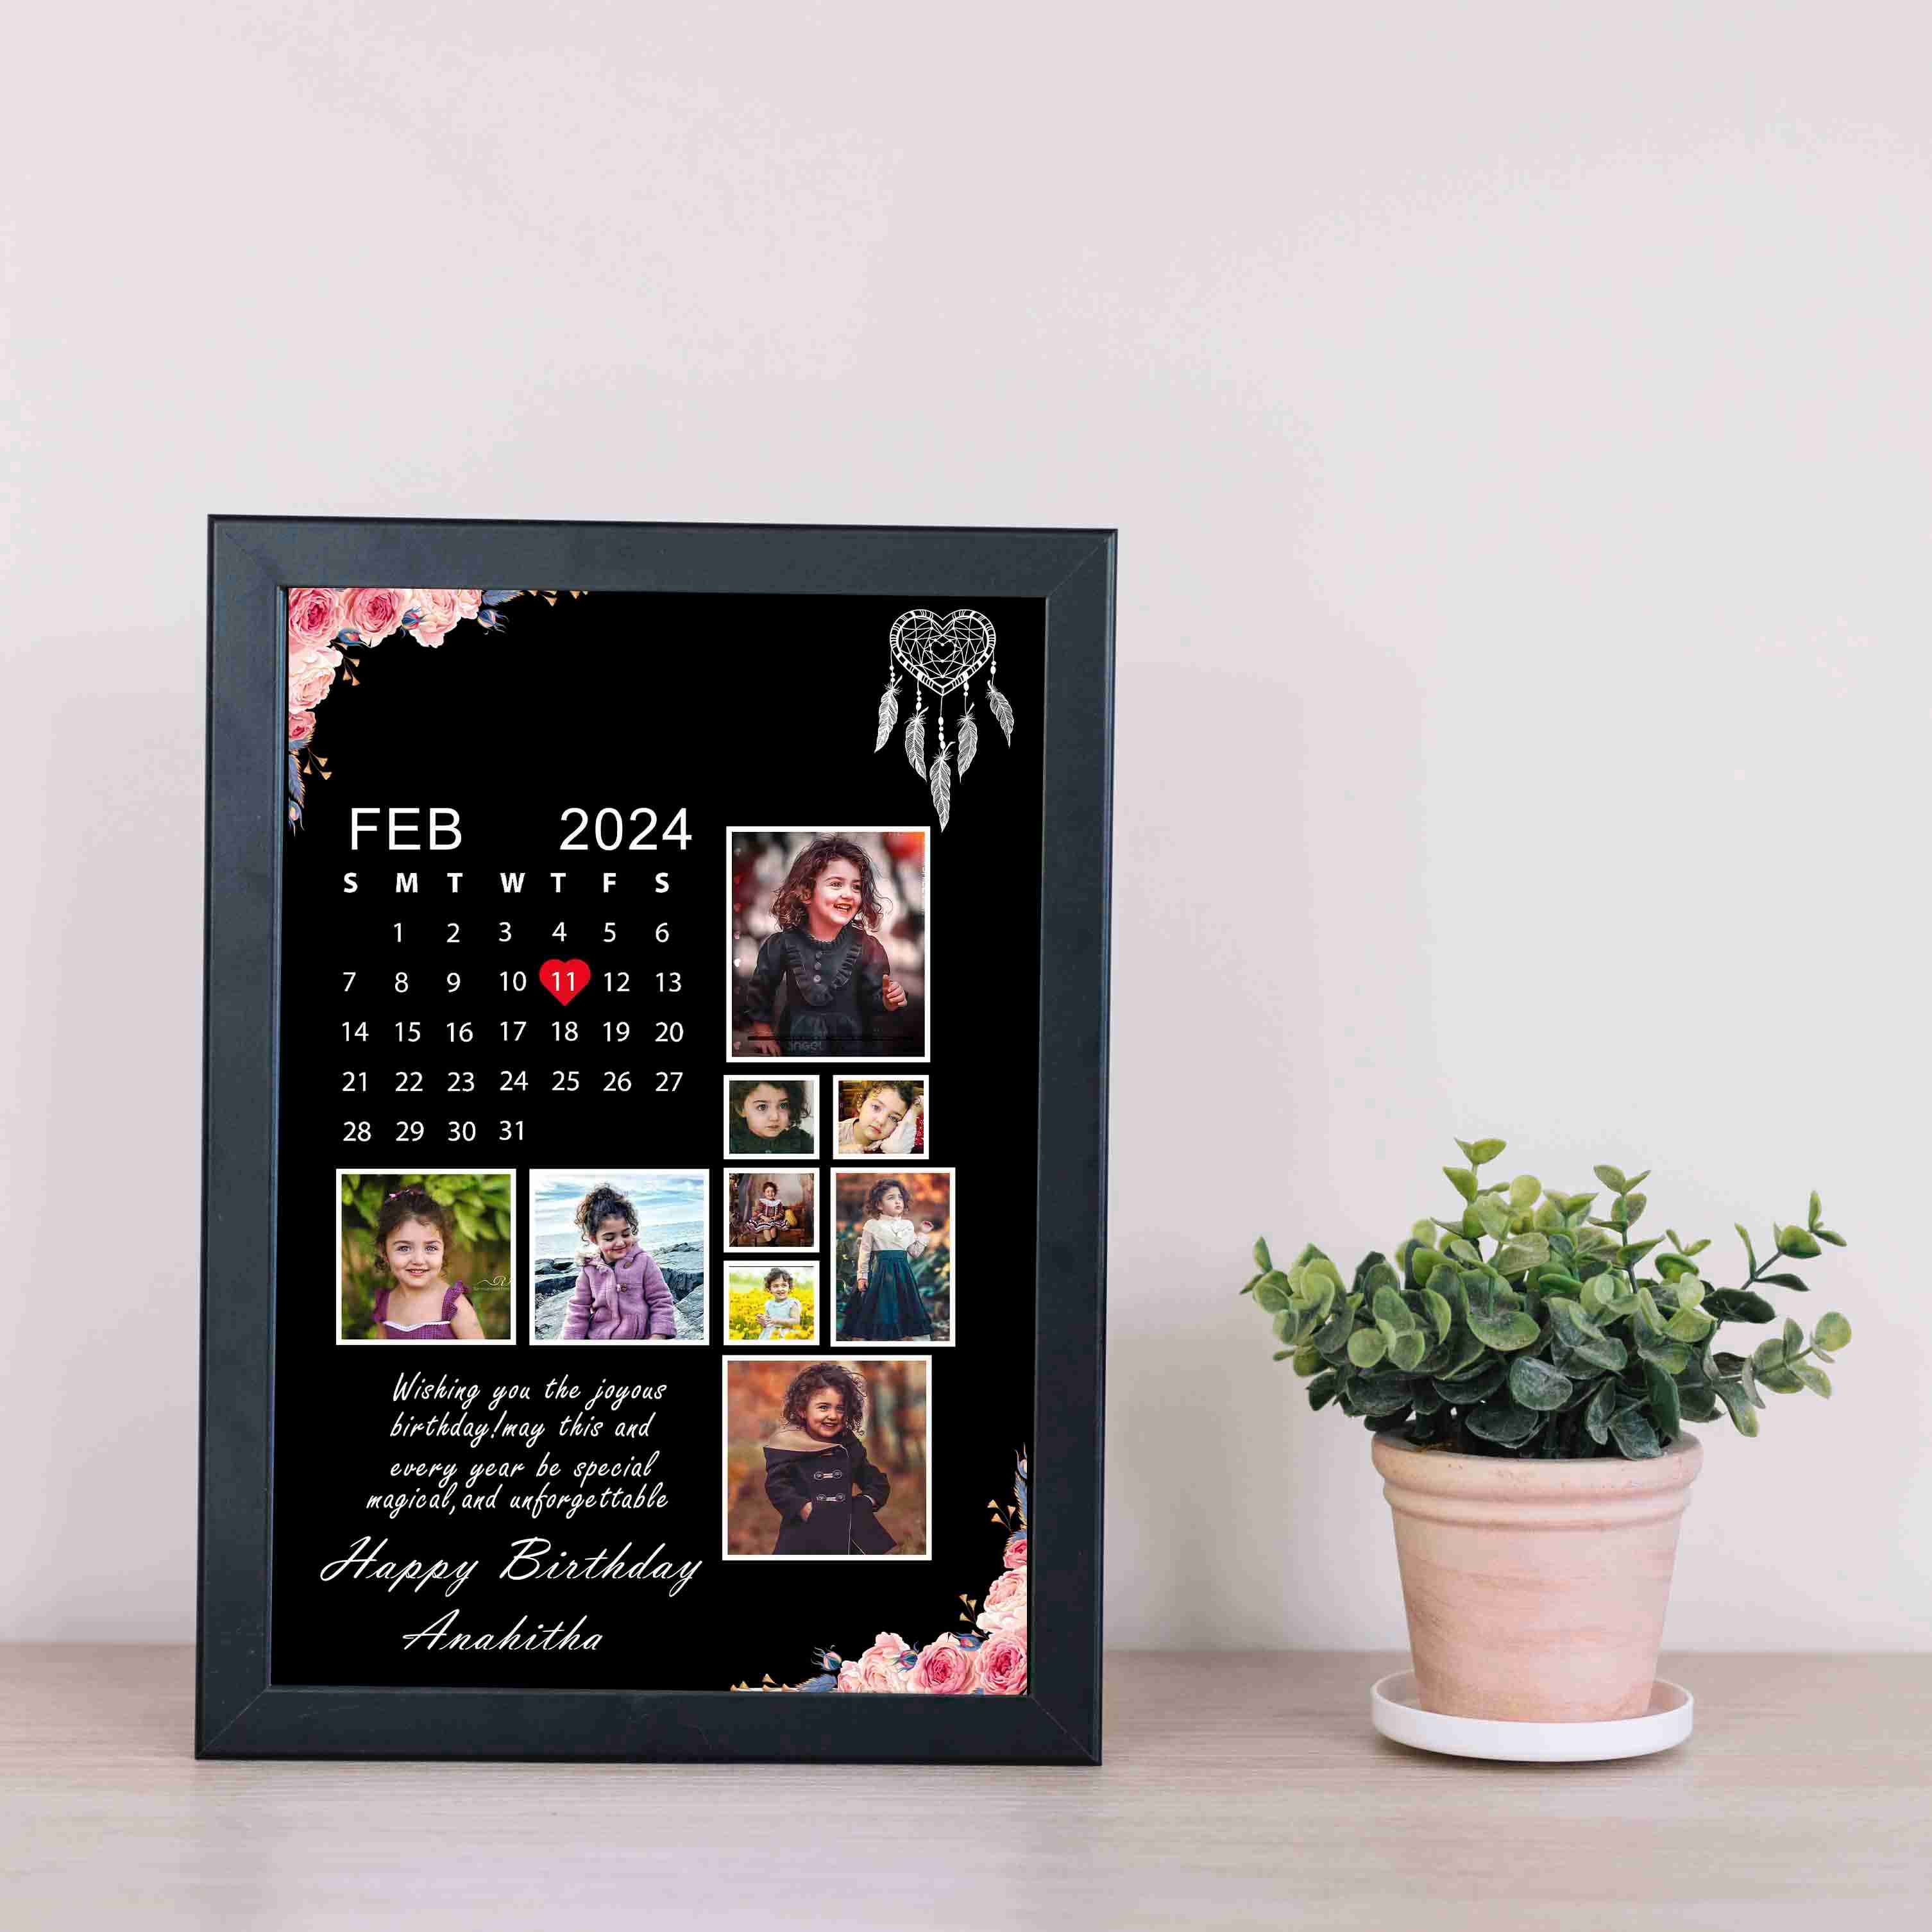 FEB 2024
S M T W T F S
1 2 3 4 5 6
7 8 9 10 11 12 13
14 15 16 17 18 19 20
21 22 23 24 25 26 27
28 29 30 31
Wishing you the joyous
birthday!may this and
every year be special
magical,and unforgettable
Happy Birthday
Anahitha